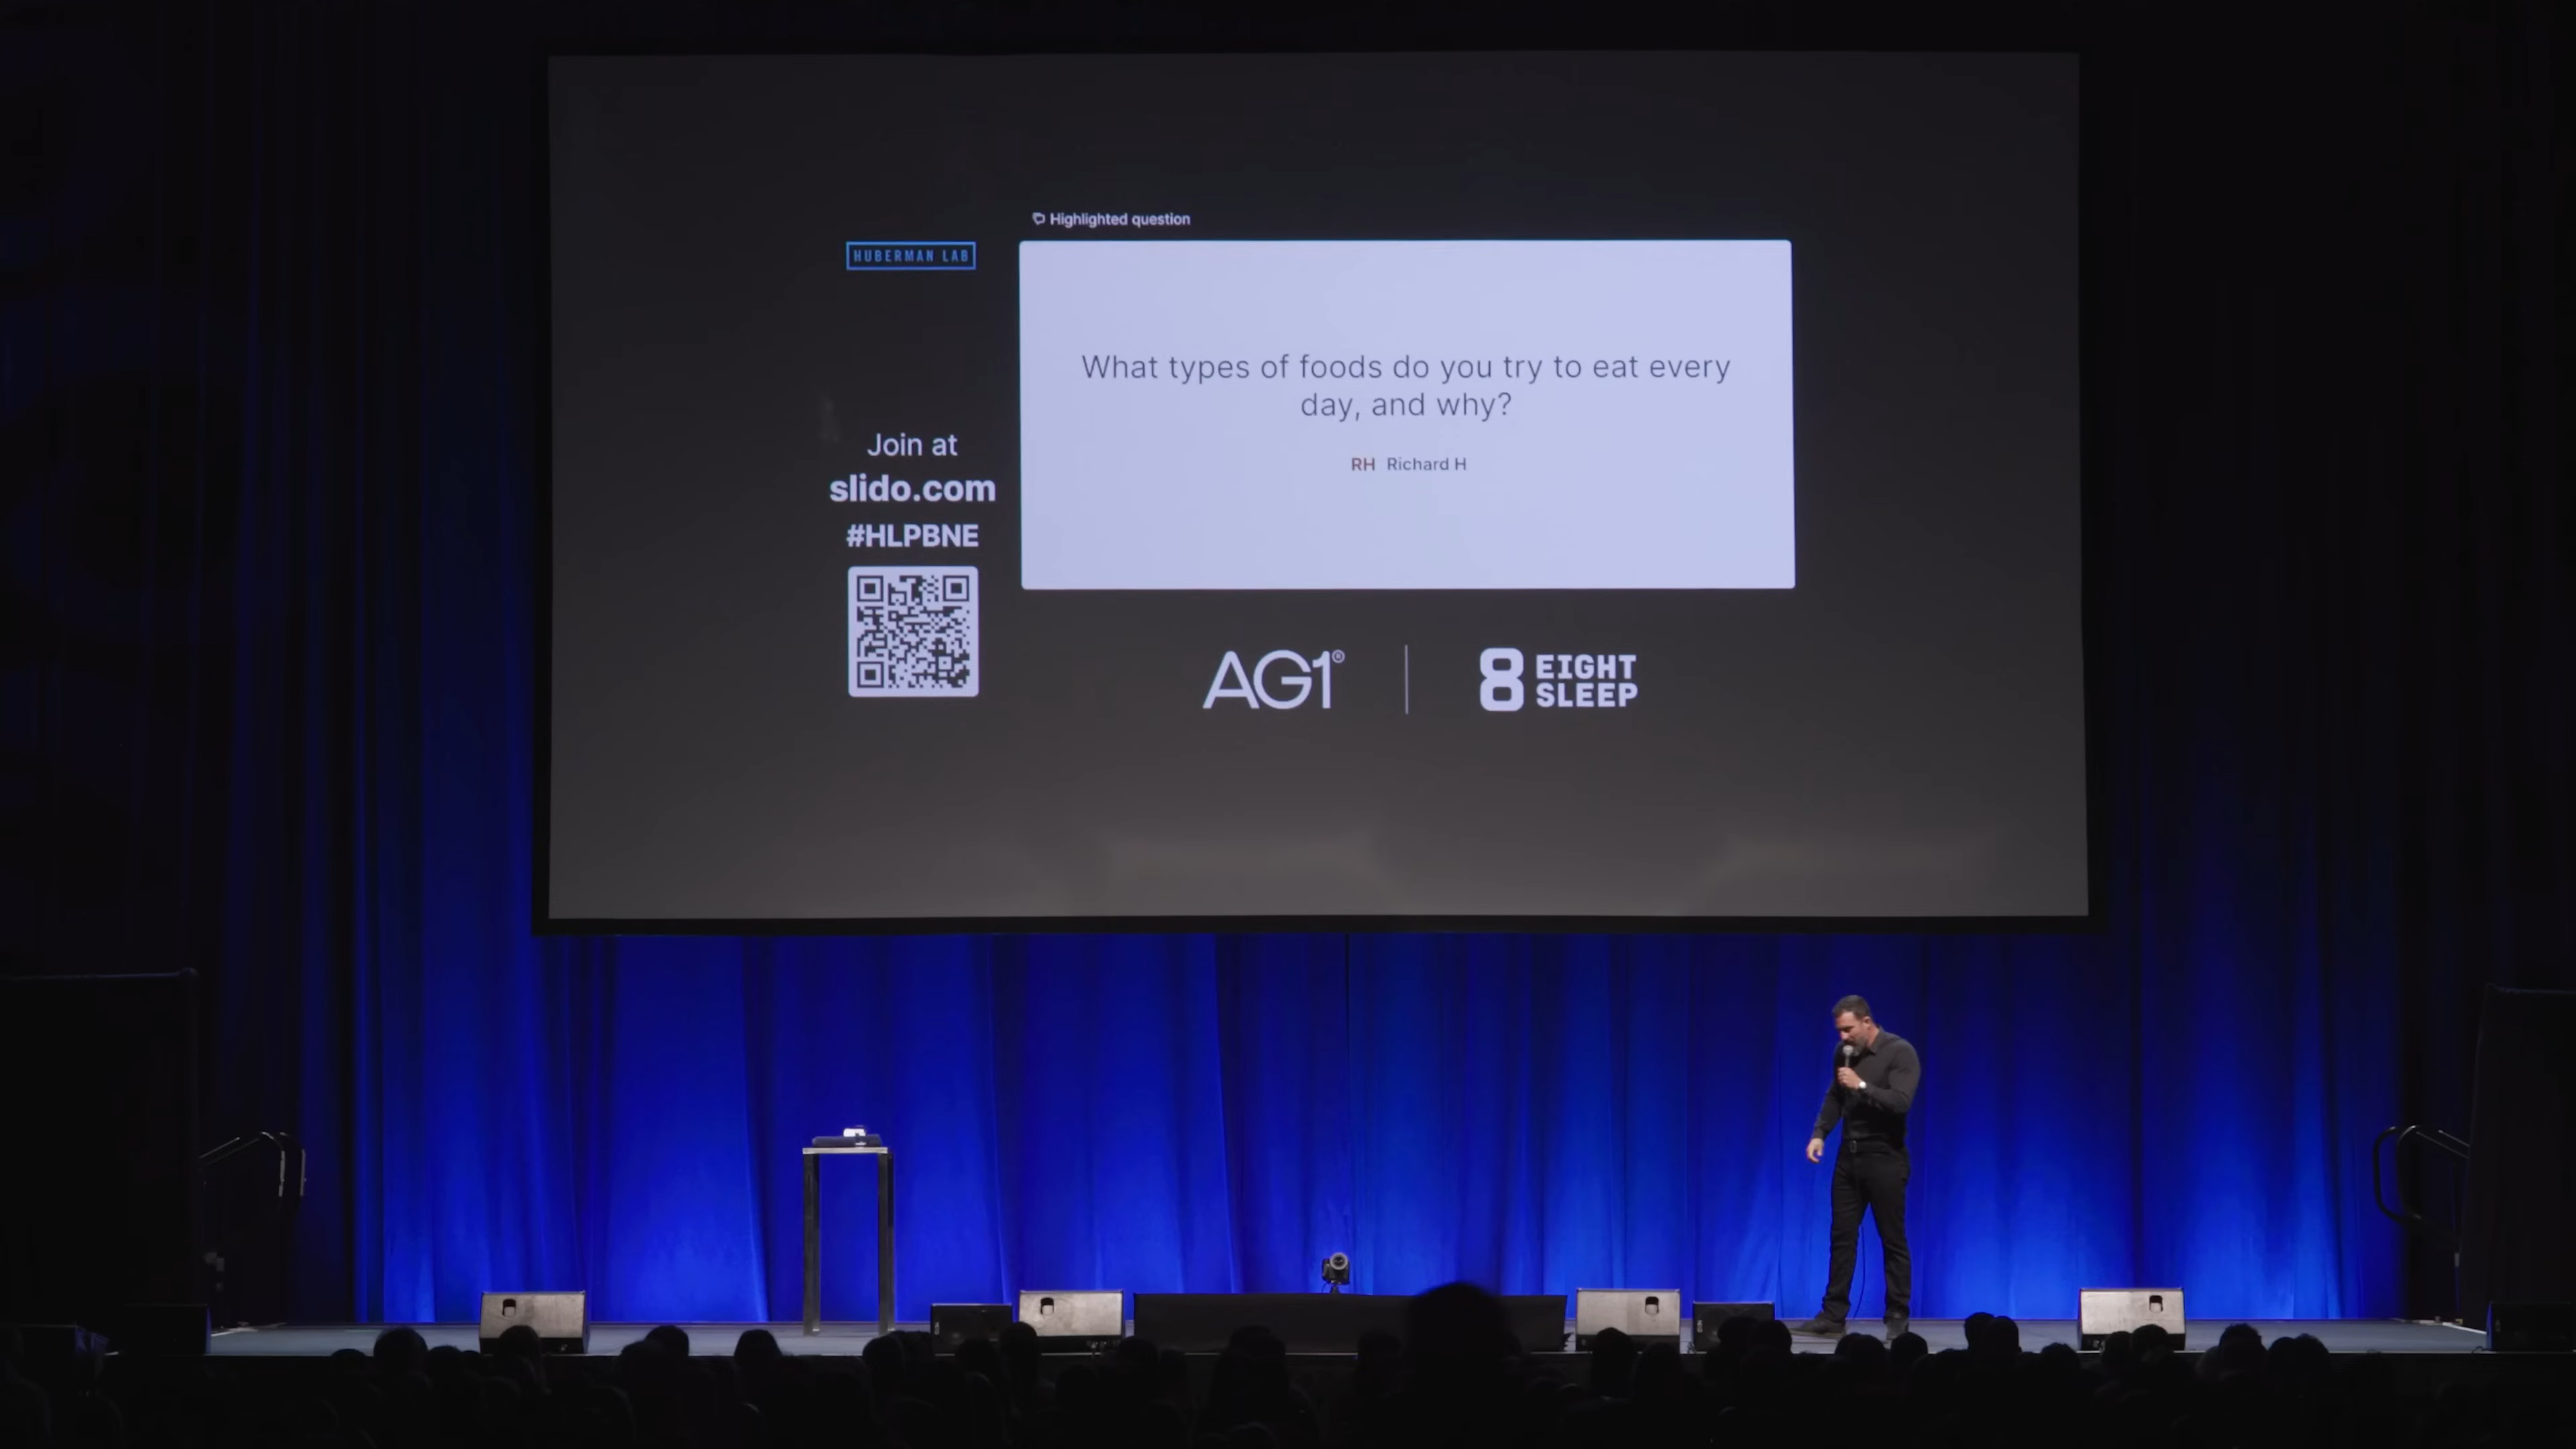 Highlighted question
HUBERMAN LAB
What types of foods do you try to eat every
day, and why?
RH Richard H
Join at
slido.com
#HLPBNE
AG1®
8 EIGHT
SLEEP